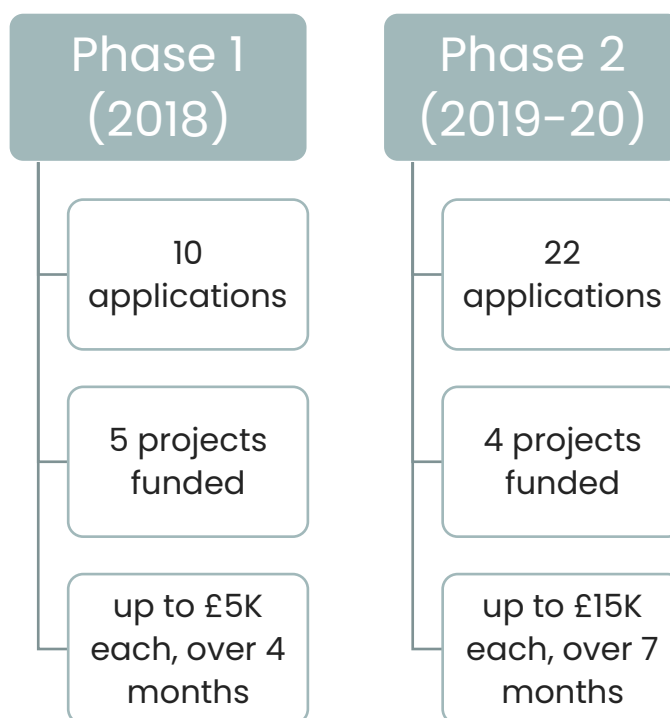 Phase 1
(2018)
10
applications
5 projects
funded
up to £5K
each, over 4
months
Phase 2
(2019-20)
22
applications
4 projects
funded
up to £15K
each, over 7
months